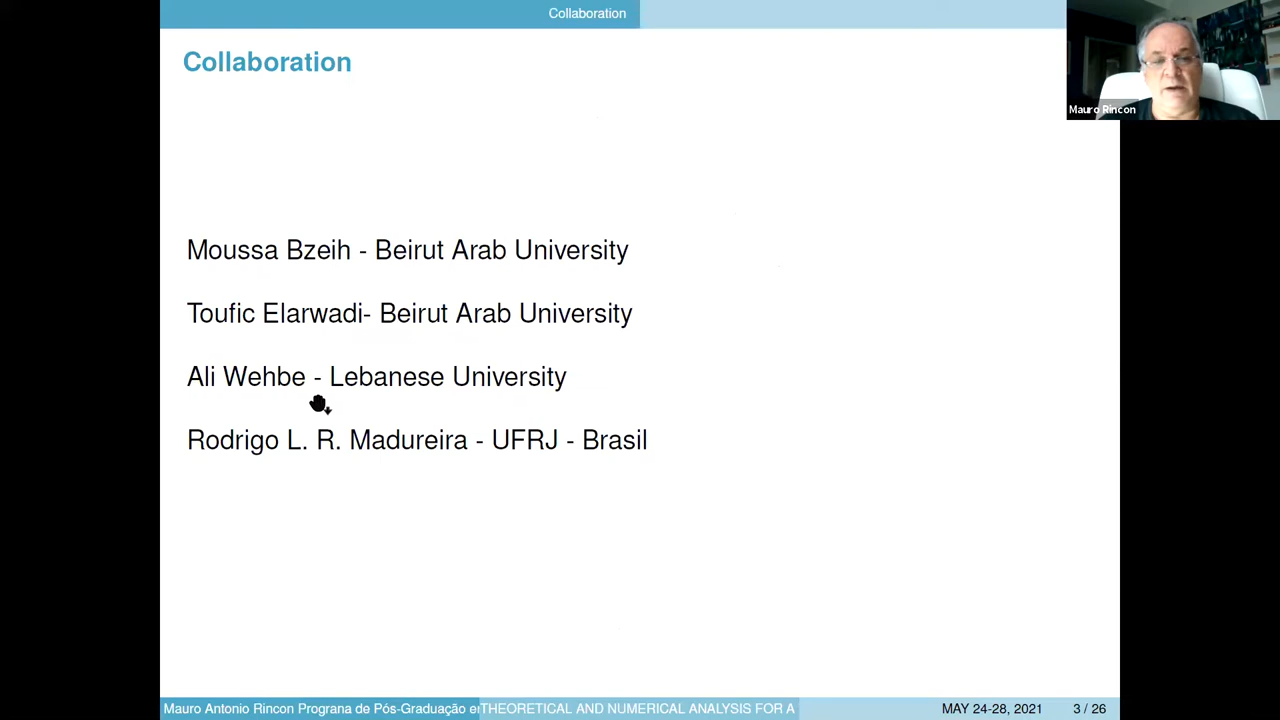 Collaboration
Collaboration
Mauro Rincon
Moussa Bzeih - Beirut Arab University
Toufic Elarwadi- Beirut Arab University
Ali Wehbe - Lebanese University
Rodrigo L. R. Madureira - UFRJ - Brasil
Mauro Antonio Rincon Prograna de Pós-Graduação e THEORETICAL AND NUMERICAL ANALYSIS FOR A MAY 24-28, 2021 3 / 26